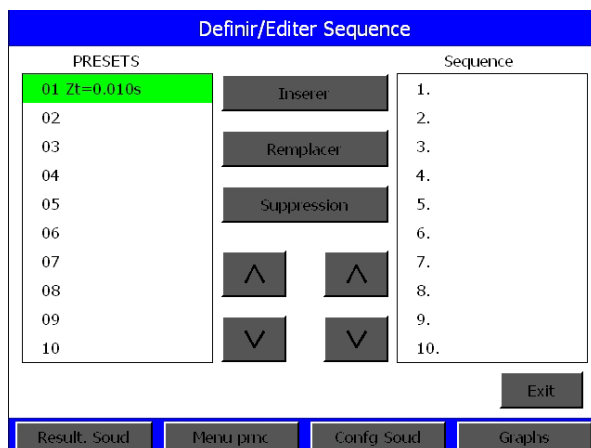 Definir/Editer Sequence
PRESETS
01 Zt=0.010s
02
03
04
05
06
07
08
09
10
Inserer
Remplacer
Suppression
Sequence
1.
2.
3.
4.
5.
6.
7.
8.
9.
10.
Exit
Result. Soud
Menu prnc
Confg Soud
Graphs